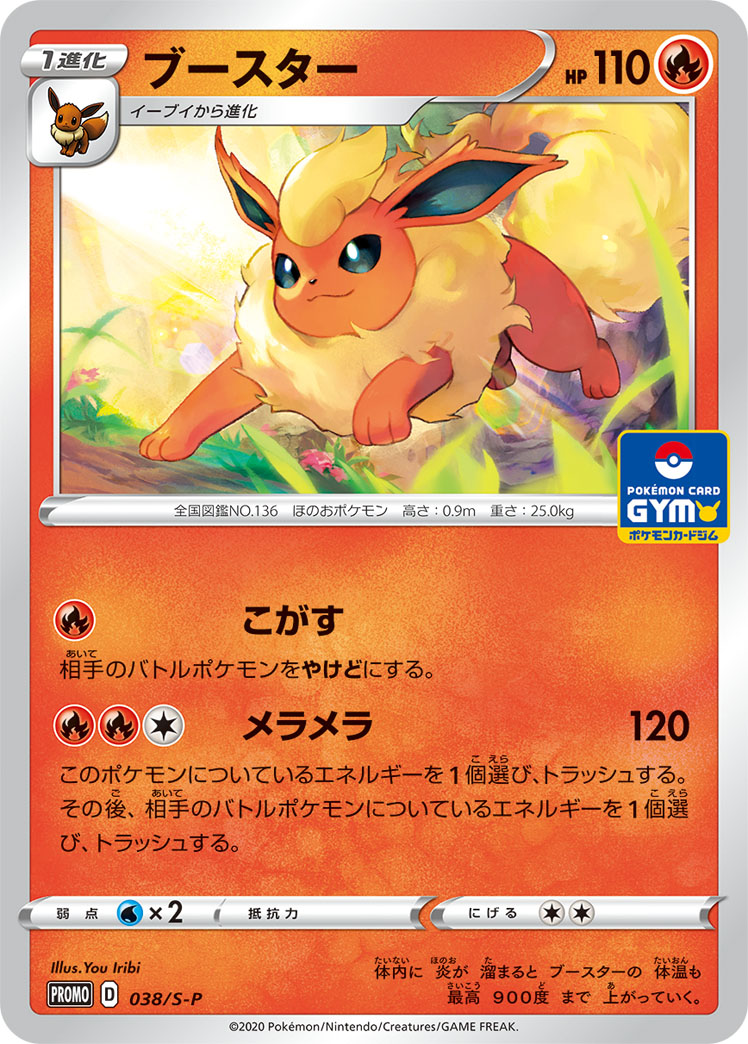 1進化
ブースター
HP 110
イーブイから進化
全国図鑑NO.136 ほのおポケモン 高さ:0.9m 重さ:25.0kg
POKÉMON CARD
GYM
ポケモンカードジム
こがす
相手のバトルポケモンをやけどにする。
メラメラ 120
このポケモンについているエネルギーを1個選び、トラッシュする。
その後、相手のバトルポケモンについているエネルギーを1個選
び、トラッシュする。
弱点 ×2 抵抗力 にげる
Illus.You Iribi
体内に 炎が 溜まると ブースターの 体温も
最高 900度 まで 上がっていく。
PROMO D 038/S-P
©2020 Pokémon/Nintendo/Creatures/GAME FREAK.